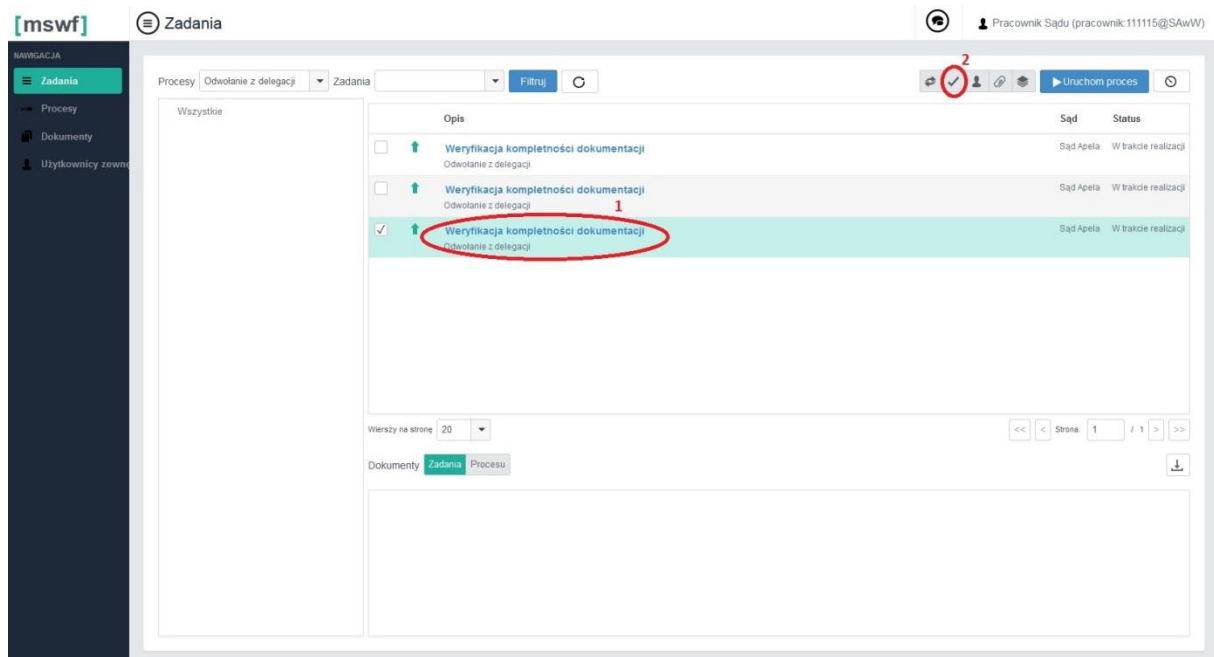 [mswf]
Zadania
Pracownik Sądu (pracownik:111115@SAwW)
NAWIGACJA
Zadania
Procesy
Dokumenty
Użytkownicy zewnę
Procesy Odwołanie z delegacji Zadania Filtruj 2 Uruchom proces
Wszystkie
Opis Sąd Status
Weryfikacja kompletności dokumentacji Sąd Apela W trakcie realizacji
Odwołanie z delegacji
Weryfikacja kompletności dokumentacji Sąd Apela W trakcie realizacji
Odwołanie z delegacji
1
Weryfikacja kompletności dokumentacji Sąd Apela W trakcie realizacji
Odwołanie z delegacji
Wierszy na stronę 20 << < Strona: 1 / 1 > >>
Dokumenty Zadania Procesu